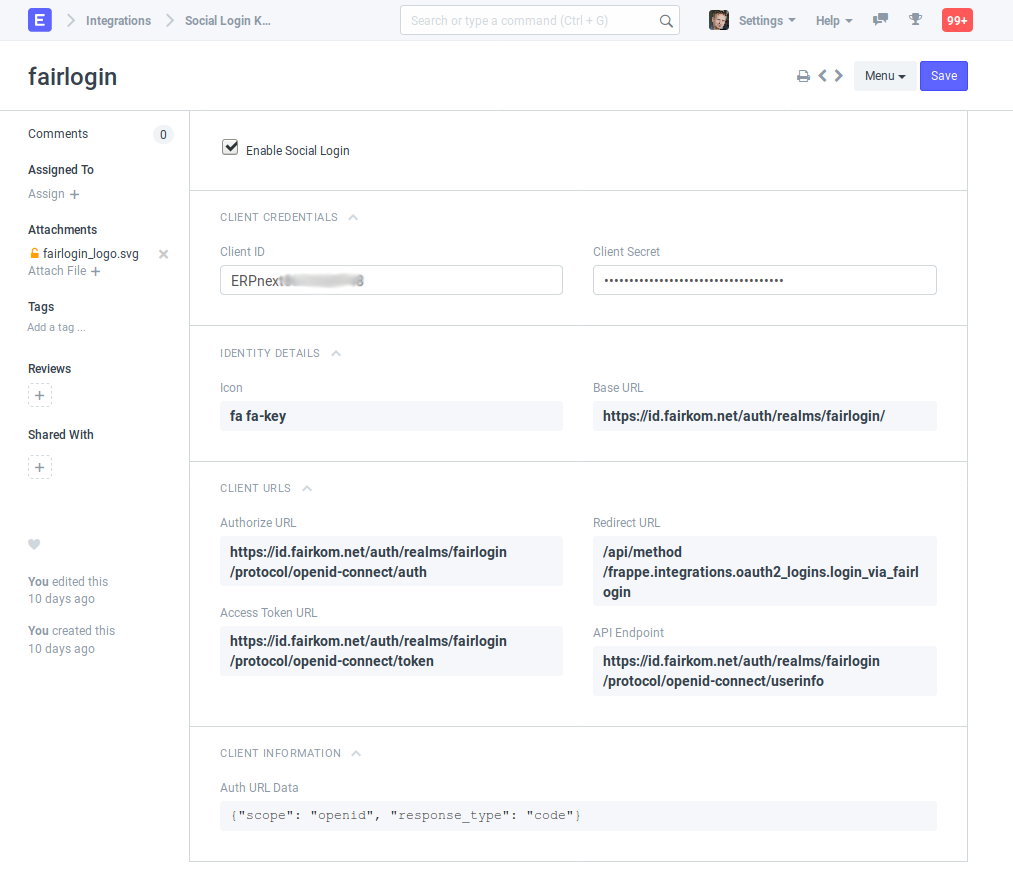 E
Integrations
Social Login K...
Search or type a command (Ctrl + G)
Settings
Help
99+
fairlogin
Menu
Save
Comments
0
Assigned To
Assign +
Attachments
fairlogin_logo.svg
Attach File +
Tags
Add a tag ...
Reviews
+
Shared With
+
You edited this
10 days ago
You created this
10 days ago
Enable Social Login
CLIENT CREDENTIALS
Client ID
ERPnext
Client Secret
••••••••••••••••••••••••••••••••••••
IDENTITY DETAILS
Icon
fa fa-key
Base URL
https://id.fairkom.net/auth/realms/fairlogin/
CLIENT URLS
Authorize URL
https://id.fairkom.net/auth/realms/fairlogin
/protocol/openid-connect/auth
Access Token URL
https://id.fairkom.net/auth/realms/fairlogin
/protocol/openid-connect/token
Redirect URL
/api/method
/frappe.integrations.oauth2_logins.login_via_fairl
ogin
API Endpoint
https://id.fairkom.net/auth/realms/fairlogin
/protocol/openid-connect/userinfo
CLIENT INFORMATION
Auth URL Data
{"scope": "openid", "response_type": "code"}